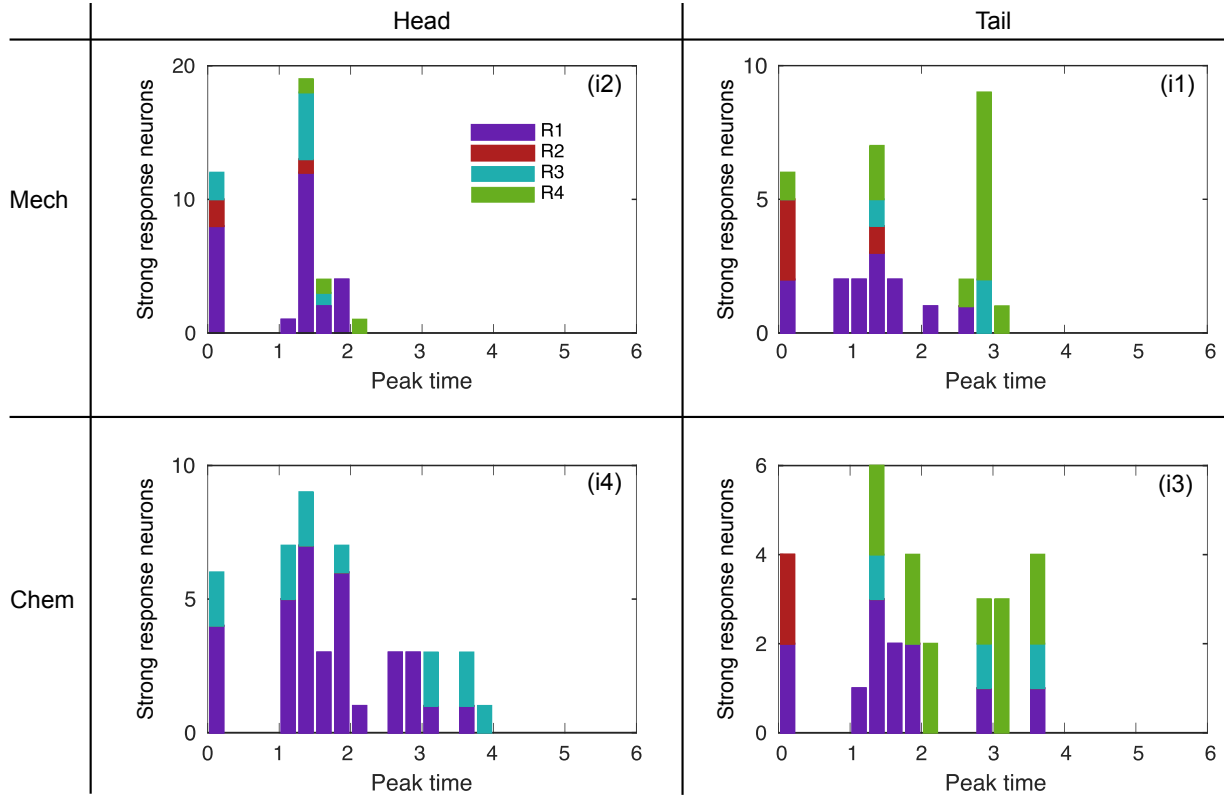 Head Tail
Mech
20
10
0
0 1 2 3 4 5 6
Strong response neurons
Peak time
(i2)
R1
R2
R3
R4
10
5
0
0 1 2 3 4 5 6
Strong response neurons
Peak time
(i1)
Chem
10
5
0
0 1 2 3 4 5 6
Strong response neurons
Peak time
(i4)
6
4
2
0
0 1 2 3 4 5 6
Strong response neurons
Peak time
(i3)